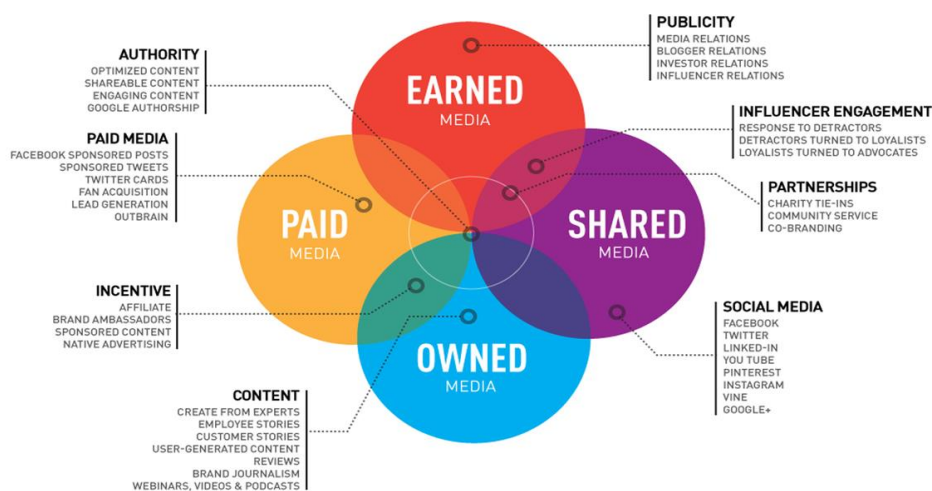 PUBLICITY
MEDIA RELATIONS
BLOGGER RELATIONS
INVESTOR RELATIONS
INFLUENCER RELATIONS
AUTHORITY
OPTIMIZED CONTENT
SHAREABLE CONTENT
ENGAGING CONTENT
GOOGLE AUTHORSHIP
EARNED
MEDIA
INFLUENCER ENGAGEMENT
RESPONSE TO DETRACTORS
DETRACTORS TURNED TO LOYALISTS
LOYALISTS TURNED TO ADVOCATES
PAID MEDIA
FACEBOOK SPONSORED POSTS
SPONSORED TWEETS
TWITTER CARDS
FAN ACQUISITION
LEAD GENERATION
OUTBRAIN
PARTNERSHIPS
CHARITY TIE-INS
COMMUNITY SERVICE
CO-BRANDING
PAID
MEDIA
SHARED
MEDIA
INCENTIVE
AFFILIATE
BRAND AMBASSADORS
SPONSORED CONTENT
NATIVE ADVERTISING
SOCIAL MEDIA
FACEBOOK
TWITTER
LINKED-IN
YOU TUBE
PINTEREST
INSTAGRAM
VINE
GOOGLE+
OWNED
MEDIA
CONTENT
CREATE FROM EXPERTS
EMPLOYEE STORIES
CUSTOMER STORIES
USER-GENERATED CONTENT
REVIEWS
BRAND JOURNALISM
WEBINARS, VIDEOS & PODCASTS